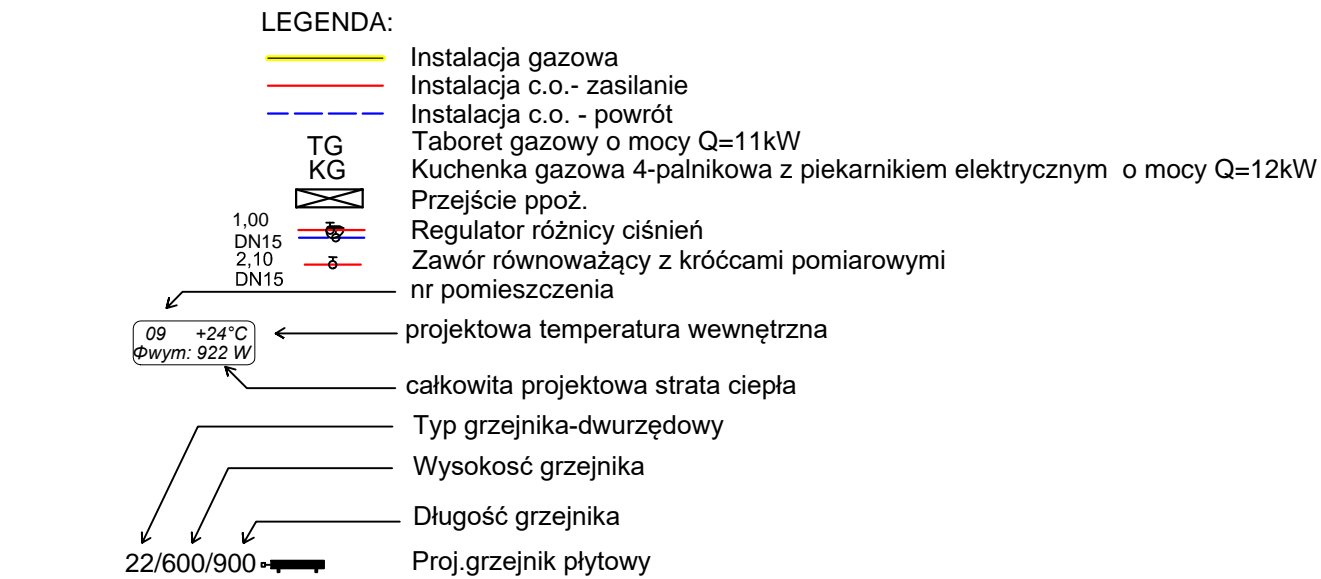 LEGENDA:
Instalacja gazowa
Instalacja c.o.- zasilanie
Instalacja c.o. - powrót
TG Taboret gazowy o mocy Q=11kW
KG Kuchenka gazowa 4-palnikowa z piekarnikiem elektrycznym o mocy Q=12kW
Przejście ppoż.
1,00
DN15
Regulator różnicy ciśnień
2,10
DN15
Zawór równoważący z króćcami pomiarowymi
nr pomieszczenia
09 +24°C
Φwym: 922 W
projektowa temperatura wewnętrzna
całkowita projektowa strata ciepła
Typ grzejnika-dwurzędowy
Wysokosć grzejnika
Długość grzejnika
22/600/900 Proj.grzejnik płytowy